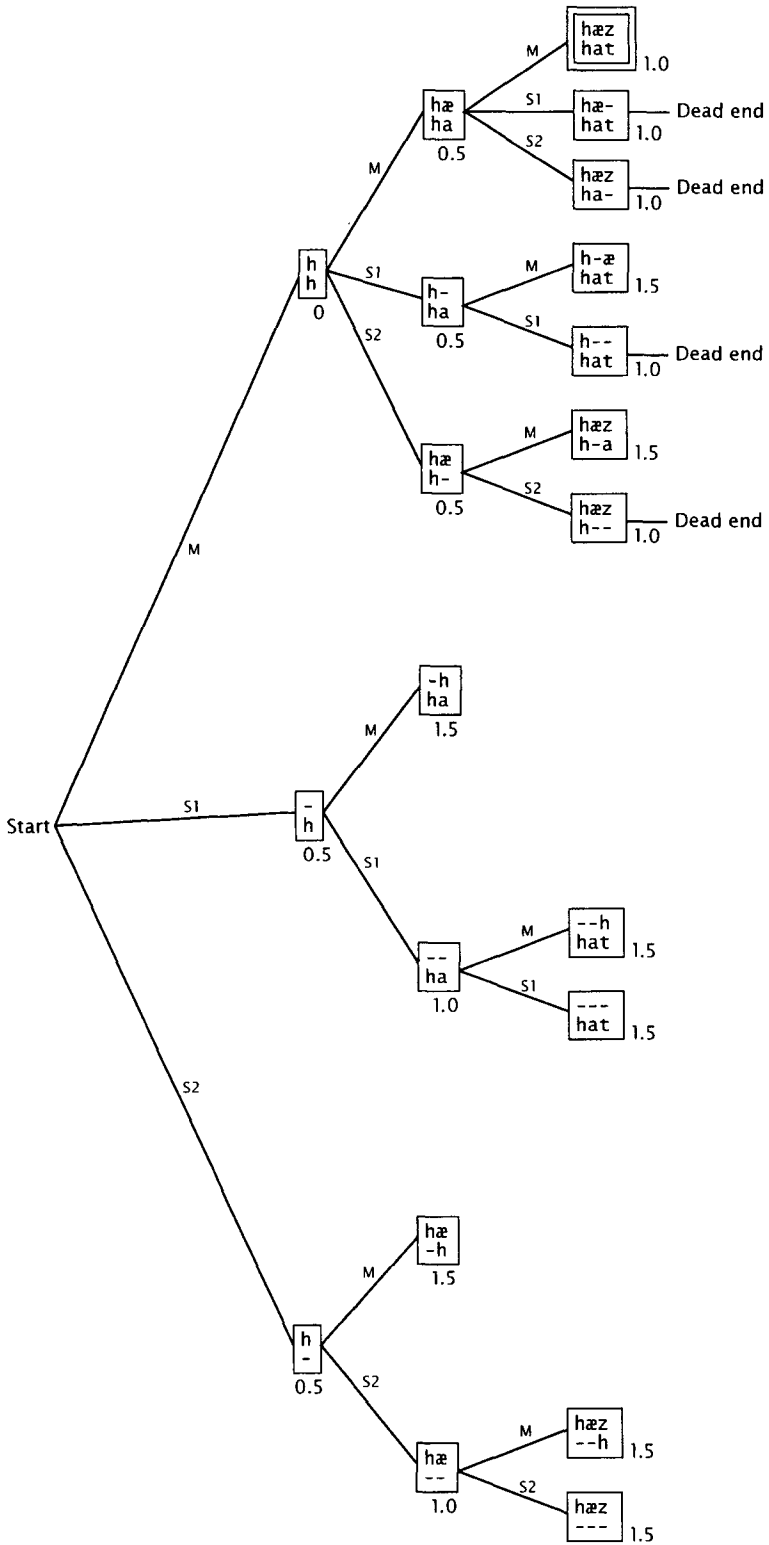 hæz
hat
1.0
M
hæ
ha
0.5
S1
hæ-
hat
1.0
Dead end
S2
hæz
ha-
1.0
Dead end
M
h
h
0
S1
h-
ha
0.5
M
h-æ
hat
1.5
S1
h--
hat
1.0
Dead end
S2
hæ
h-
0.5
M
hæz
h-a
1.5
S2
hæz
h--
1.0
Dead end
M
-h
ha
1.5
M
Start
S1
-
h
0.5
S1
--
ha
1.0
M
--h
hat
1.5
S1
---
hat
1.5
S2
hæ
-h
1.5
M
h
-
0.5
S2
hæ
--
1.0
M
hæz
--h
1.5
S2
hæz
---
1.5